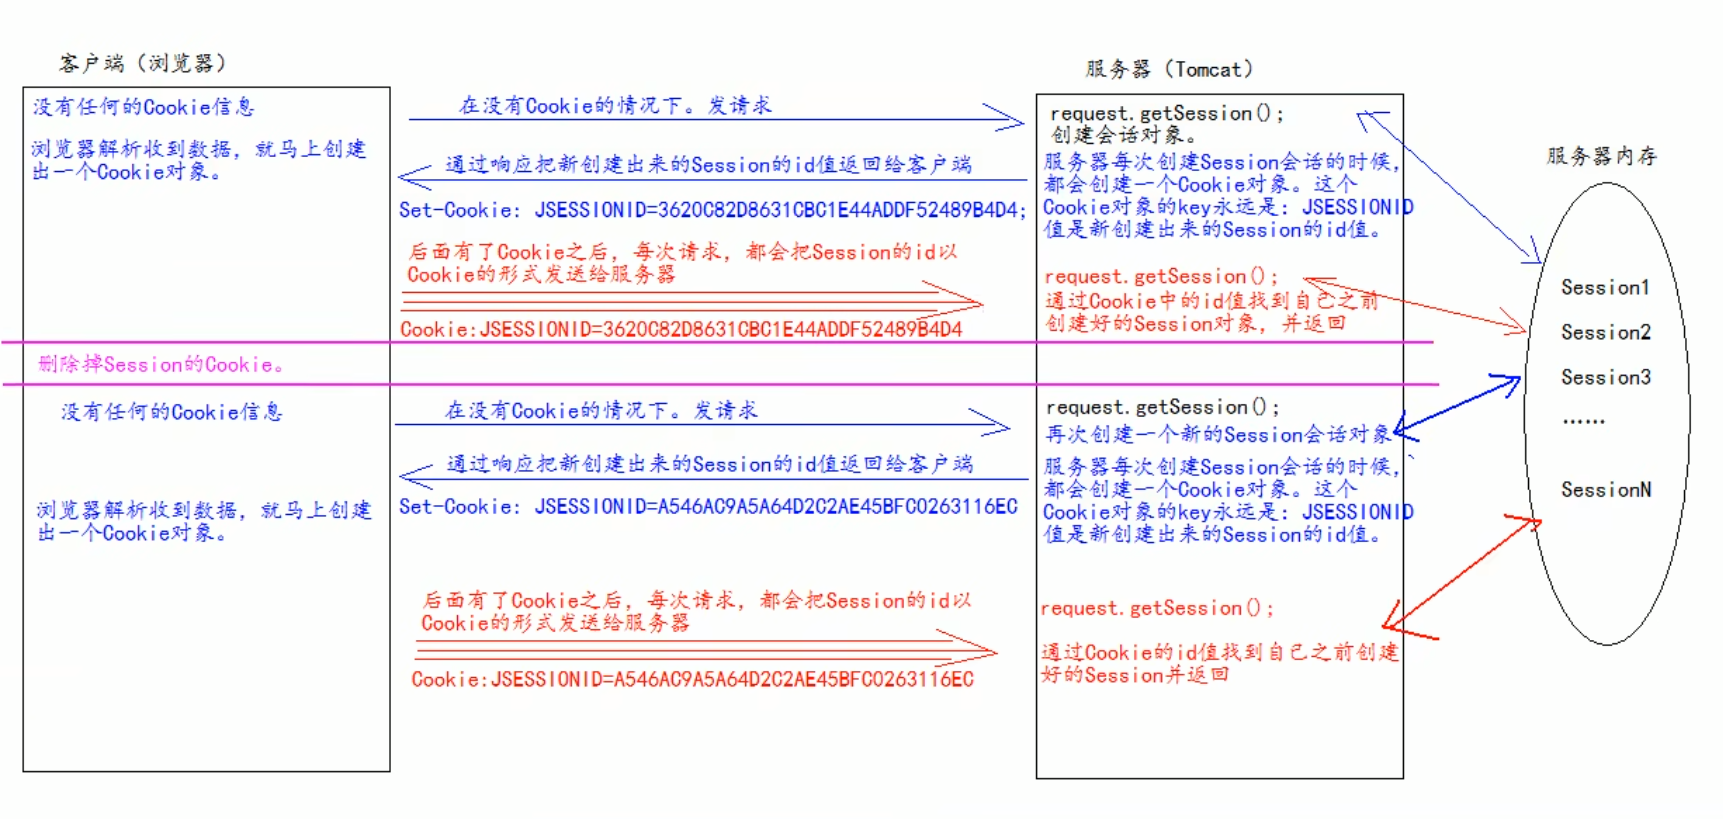 客户端（浏览器）
服务器（Tomcat）
没有任何的Cookie信息
在没有Cookie的情况下。发请求
request.getSession();
创建会话对象。
浏览器解析收到数据，就马上创建
出一个Cookie对象。
通过响应把新创建出来的Session的id值返回给客户端
服务器每次创建Session会话的时候，
都会创建一个Cookie对象。这个
Cookie对象的key永远是：JSESSIONID
值是新创建出来的Session的id值。
服务器内存
Set-Cookie: JSESSIONID=3620C82D8631CBC1E44ADDF52489B4D4;
后面有了Cookie之后，每次请求，都会把Session的id以
Cookie的形式发送给服务器
request.getSession();
通过Cookie中的id值找到自己之前
创建好的Session对象，并返回
Cookie:JSESSIONID=3620C82D8631CBC1E44ADDF52489B4D4
Session1
Session2
Session3
......
SessionN
删除掉Session的Cookie。
没有任何的Cookie信息
在没有Cookie的情况下。发请求
request.getSession();
再次创建一个新的Session会话对象
通过响应把新创建出来的Session的id值返回给客户端
服务器每次创建Session会话的时候，
都会创建一个Cookie对象。这个
Cookie对象的key永远是：JSESSIONID
值是新创建出来的Session的id值。
Set-Cookie: JSESSIONID=A546AC9A5A64D2C2AE45BFC0263116EC
浏览器解析收到数据，就马上创建
出一个Cookie对象。
后面有了Cookie之后，每次请求，都会把Session的id以
Cookie的形式发送给服务器
request.getSession();
通过Cookie的id值找到自己之前创建
好的Session并返回
Cookie:JSESSIONID=A546AC9A5A64D2C2AE45BFC0263116EC